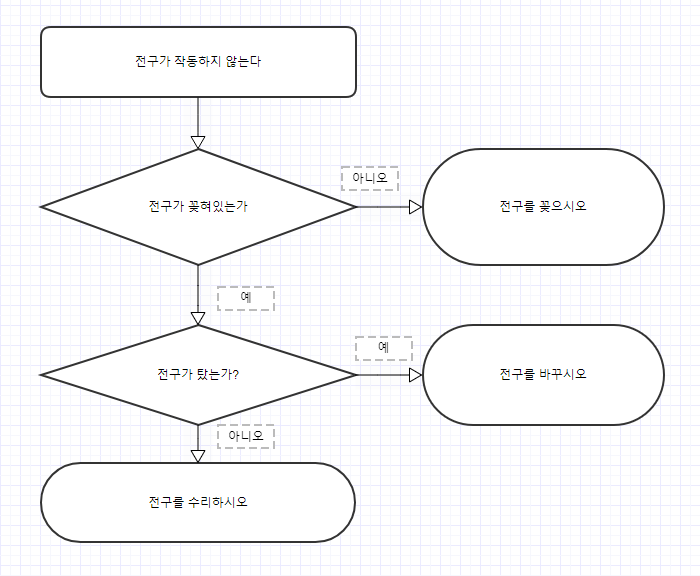 전구가 작동하지 않는다
아니오
전구가 꽂혀있는가
전구를 꽂으시오
예
예
전구가 탔는가?
전구를 바꾸시오
아니오
전구를 수리하시오